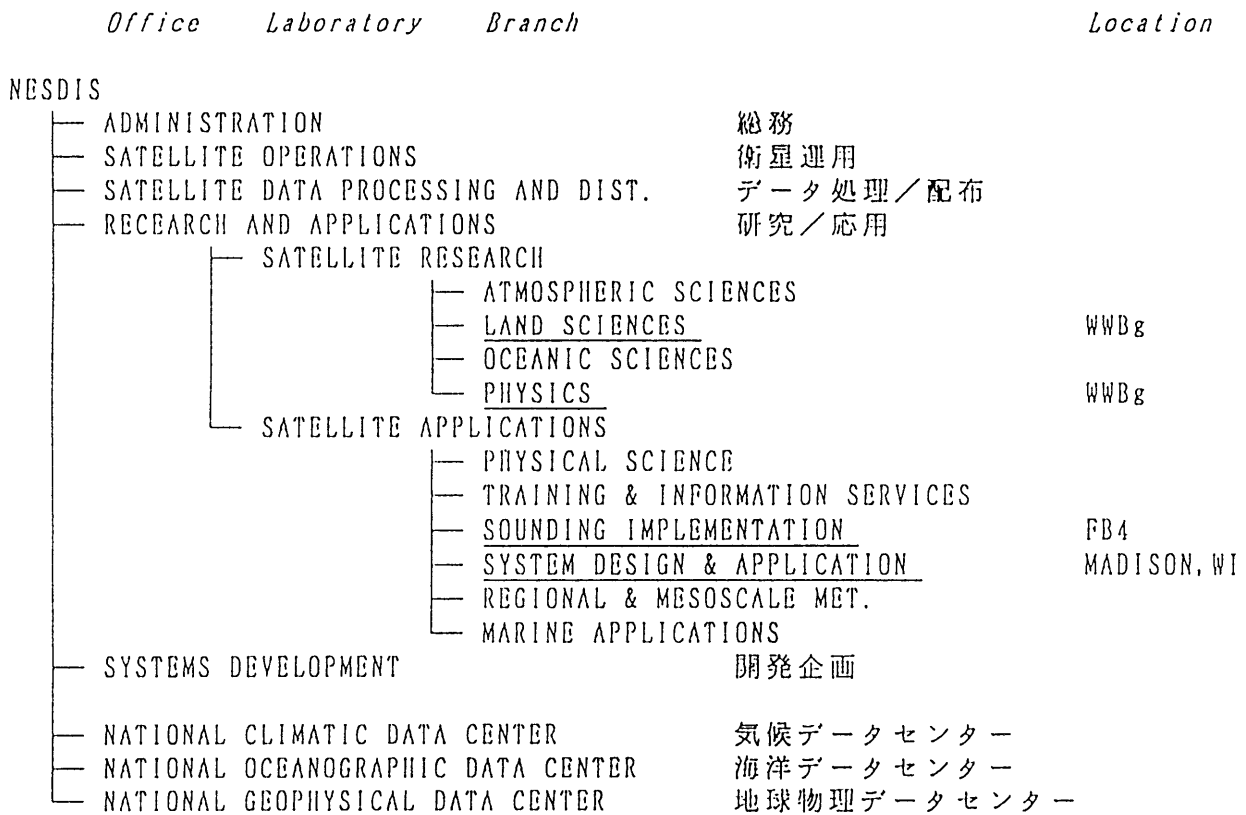 Office Laboratory Branch Location
NESDIS
ADMINISTRATION 総務
SATELLITE OPERATIONS 衛星運用
SATELLITE DATA PROCESSING AND DIST. データ処理／配布
RECEARCH AND APPLICATIONS 研究／応用
SATELLITE RESEARCH
ATMOSPHERIC SCIENCES
LAND SCIENCES WWBg
OCEANIC SCIENCES
PHYSICS WWBg
SATELLITE APPLICATIONS
PHYSICAL SCIENCE
TRAINING & INFORMATION SERVICES
SOUNDING IMPLEMENTATION FB4
SYSTEM DESIGN & APPLICATION MADISON, WI
REGIONAL & MESOSCALE MET.
MARINE APPLICATIONS
SYSTEMS DEVELOPMENT 開発企画
NATIONAL CLIMATIC DATA CENTER 気候データセンター
NATIONAL OCEANOGRAPHIC DATA CENTER 海洋データセンター
NATIONAL GEOPHYSICAL DATA CENTER 地球物理データセンター